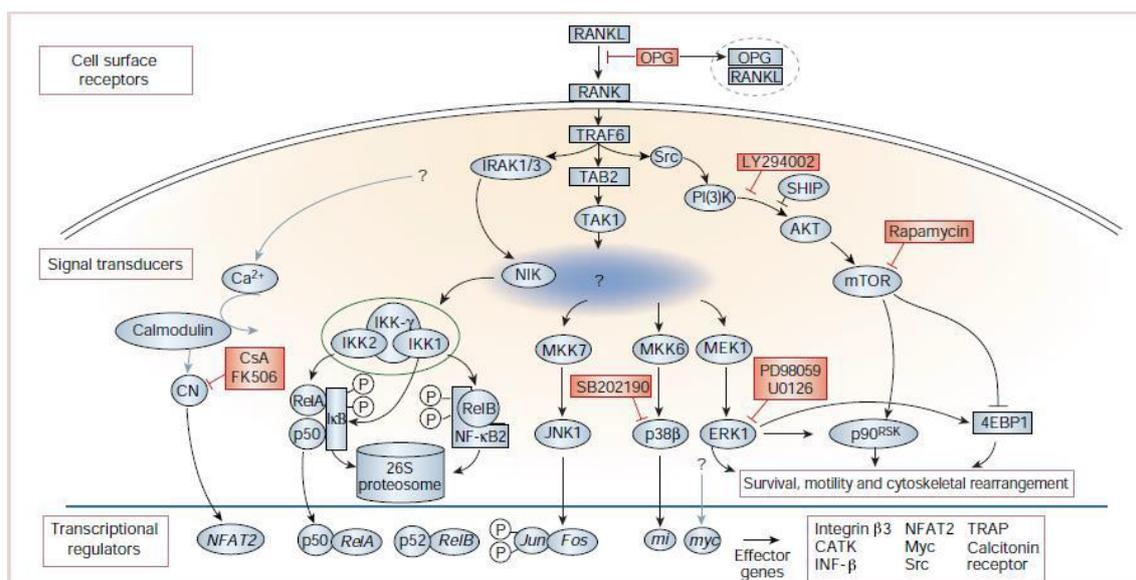 RANKL
Cell surface
receptors
OPG
OPG
RANKL
RANK
TRAF6
IRAK1/3
TAB2
Src
LY294002
?
PI(3)K
SHIP
TAK1
AKT
Rapamycin
Signal transducers
Ca2+
NIK
?
mTOR
Calmodulin
IKK-γ
IKK2
IKK1
MKK7
MKK6
MEK1
CsA
FK506
CN
SB202190
PD98059
U0126
RelA
IκB
P
P
P
P
RelB
NF-κB2
p50
JNK1
p38β
ERK1
p90RSK
4EBP1
26S
proteosome
?
Survival, motility and cytoskeletal rearrangement
Transcriptional
regulators
NFAT2
p50
RelA
p52
RelB
P
P
Jun
Fos
mi
myc
Effector
genes
Integrin β3 NFAT2 TRAP
CATK Myc Calcitonin
INF-β Src receptor